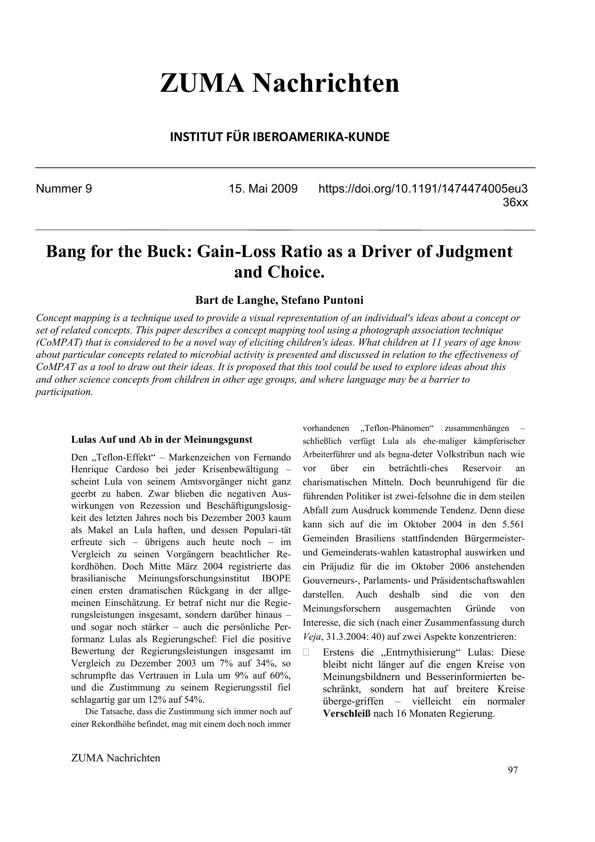 ZUMA Nachrichten
INSTITUT FÜR IBEROAMERIKA-KUNDE
Nummer 9 15. Mai 2009 https://doi.org/10.1191/1474474005eu3
36xx
Bang for the Buck: Gain-Loss Ratio as a Driver of Judgment
and Choice.
Bart de Langhe, Stefano Puntoni
Concept mapping is a technique used to provide a visual representation of an individual's ideas about a concept or
set of related concepts. This paper describes a concept mapping tool using a photograph association technique
(CoMPAT) that is considered to be a novel way of eliciting children's ideas. What children at 11 years of age know
about particular concepts related to microbial activity is presented and discussed in relation to the effectiveness of
CoMPAT as a tool to draw out their ideas. It is proposed that this tool could be used to explore ideas about this
and other science concepts from children in other age groups, and where language may be a barrier to
participation.
Lulas Auf und Ab in der Meinungsgunst
Den „Teflon-Effekt“ – Markenzeichen von Fernando
Henrique Cardoso bei jeder Krisenbewältigung –
scheint Lula von seinem Amtsvorgänger nicht ganz
geerbt zu haben. Zwar blieben die negativen Aus-
wirkungen von Rezession und Beschäftigungslosig-
keit des letzten Jahres noch bis Dezember 2003 kaum
als Makel an Lula haften, und dessen Populari-tät
erfreute sich – übrigens auch heute noch – im
Vergleich zu seinen Vorgängern beachtlicher Re-
kordhöhen. Doch Mitte März 2004 registrierte das
brasilianische Meinungsforschungsinstitut IBOPE
einen ersten dramatischen Rückgang in der allge-
meinen Einschätzung. Er betraf nicht nur die Regie-
rungsleistungen insgesamt, sondern darüber hinaus –
und sogar noch stärker – auch die persönliche Per-
formanz Lulas als Regierungschef: Fiel die positive
Bewertung der Regierungsleistungen insgesamt im
Vergleich zu Dezember 2003 um 7% auf 34%, so
schrumpfte das Vertrauen in Lula um 9% auf 60%,
und die Zustimmung zu seinem Regierungsstil fiel
schlagartig gar um 12% auf 54%.
Die Tatsache, dass die Zustimmung sich immer noch auf
einer Rekordhöhe befindet, mag mit einem doch noch immer
vorhandenen „Teflon-Phänomen“ zusammenhängen –
schließlich verfügt Lula als ehe-maliger kämpferischer
Arbeiterführer und als begna-deter Volkstribun nach wie
vor über ein beträchtli-ches Reservoir an
charismatischen Mitteln. Doch beunruhigend für die
führenden Politiker ist zwei-felsohne die in dem steilen
Abfall zum Ausdruck kommende Tendenz. Denn diese
kann sich auf die im Oktober 2004 in den 5.561
Gemeinden Brasiliens stattfindenden Bürgermeister-
und Gemeinderats-wahlen katastrophal auswirken und
ein Präjudiz für die im Oktober 2006 anstehenden
Gouverneurs-, Parlaments- und Präsidentschaftswahlen
darstellen. Auch deshalb sind die von den
Meinungsforschern ausgemachten Gründe von
Interesse, die sich (nach einer Zusammenfassung durch
Veja, 31.3.2004: 40) auf zwei Aspekte konzentrieren:
Erstens die „Entmythisierung“ Lulas: Diese
bleibt nicht länger auf die engen Kreise von
Meinungsbildnern und Besserinformierten be-
schränkt, sondern hat auf breitere Kreise
überge-griffen – vielleicht ein normaler
Verschleiß nach 16 Monaten Regierung.
ZUMA Nachrichten
97